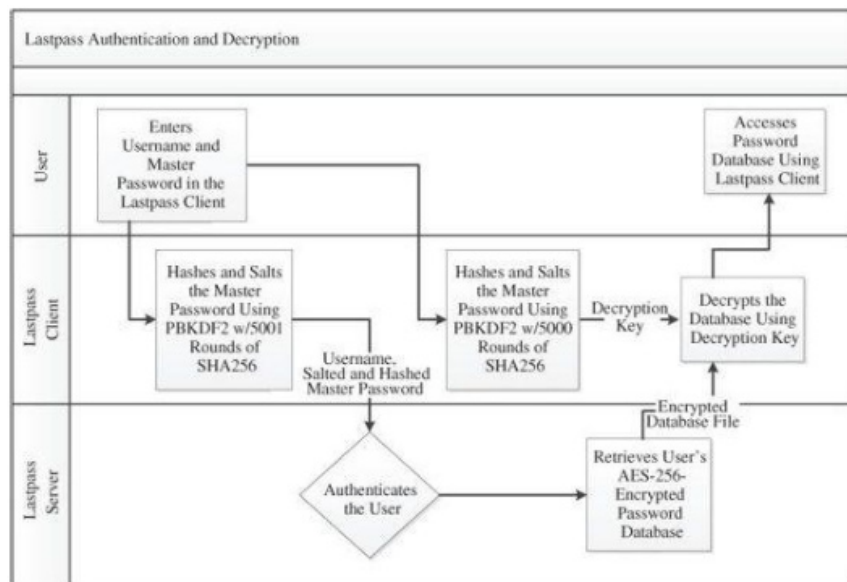 Lastpass Authentication and Decryption
User
Enters
Username and
Master
Password in the
Lastpass Client
Accesses
Password
Database Using
Lastpass Client
Lastpass
Client
Hashes and Salts
the Master
Password Using
PBKDF2 w/5001
Rounds of
SHA256
Hashes and Salts
the Master
Password Using
PBKDF2 w/5000
Rounds of
SHA256
Decryption
Key
Decrypts the
Database Using
Decryption Key
Username,
Salted and Hashed
Master Password
Encrypted
Database File
Lastpass
Server
Authenticates
the User
Retrieves User's
AES-256-
Encrypted
Password
Database